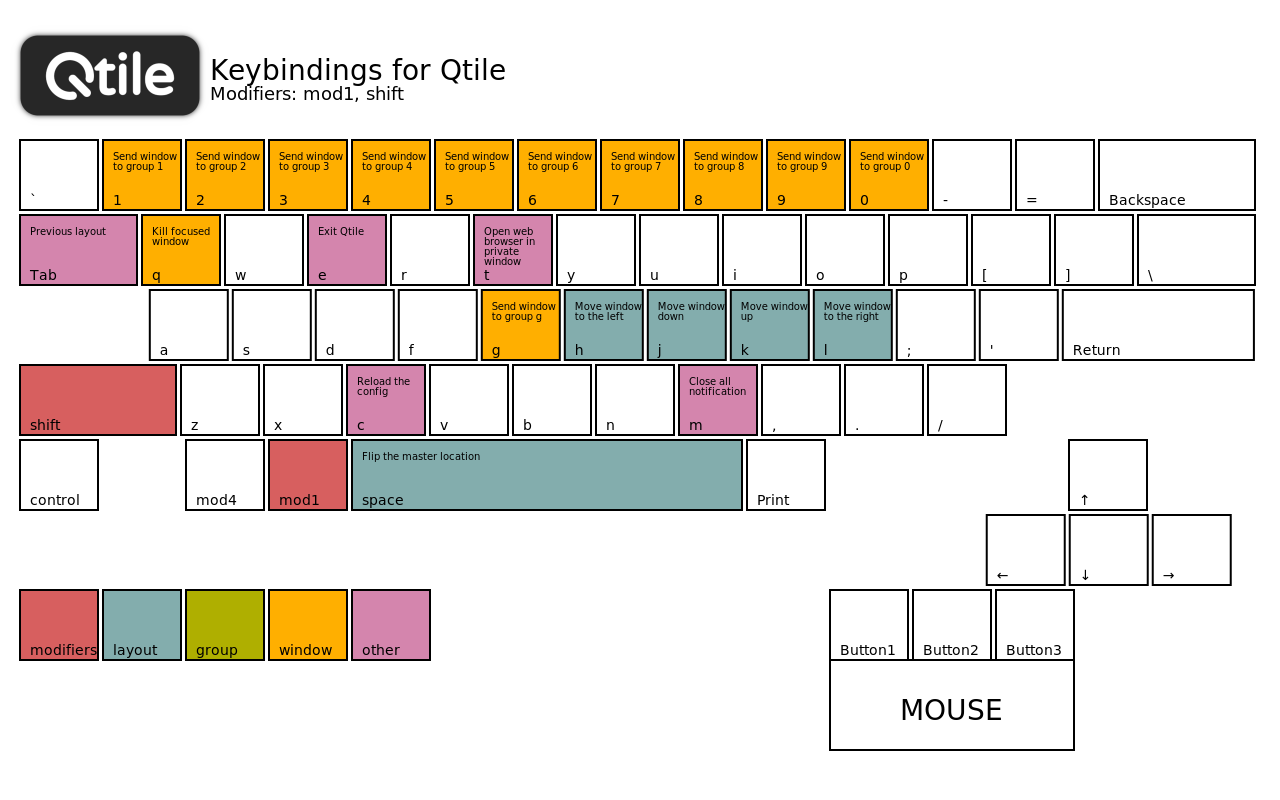 Qtile
Keybindings for Qtile
Modifiers: mod1, shift
`
Send window
to group 1
1
Send window
to group 2
2
Send window
to group 3
3
Send window
to group 4
4
Send window
to group 5
5
Send window
to group 6
6
Send window
to group 7
7
Send window
to group 8
8
Send window
to group 9
9
Send window
to group 0
0
-
=
Backspace
Previous layout
Tab
Kill focused
window
q
w
Exit Qtile
e
r
Open web
browser in
private
window
t
y
u
i
o
p
[
]
\
a
s
d
f
Send window
to group g
g
Move window
to the left
h
Move window
down
j
Move window
up
k
Move window
to the right
l
;
'
Return
shift
z
x
Reload the
config
c
v
b
n
Close all
notification
m
,
.
/
control
mod4
mod1
Flip the master location
space
Print
↑
←
↓
→
modifiers
layout
group
window
other
Button1
Button2
Button3
MOUSE